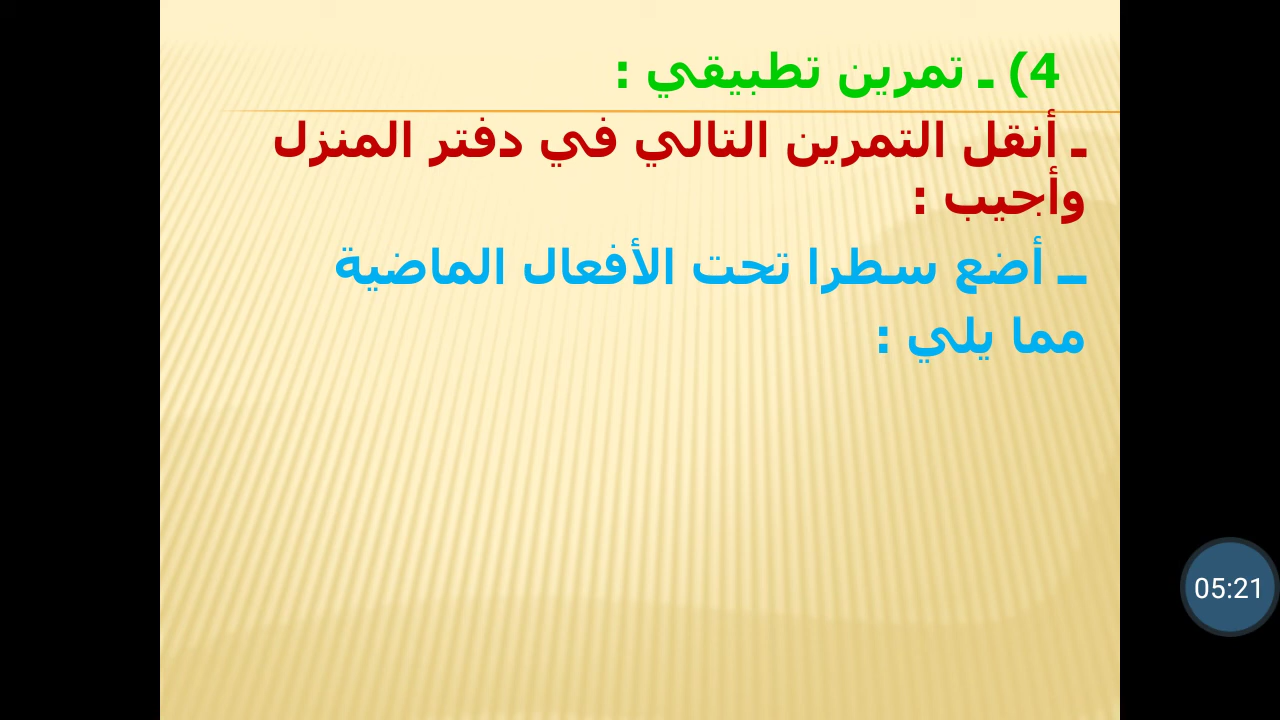 4) ـ تمرين تطبيقي :
ـ أنقل التمرين التالي في دفتر المنزل
وأجيب :
ــ أضع سطرا تحت الأفعال الماضية
مما يلي :
05:21